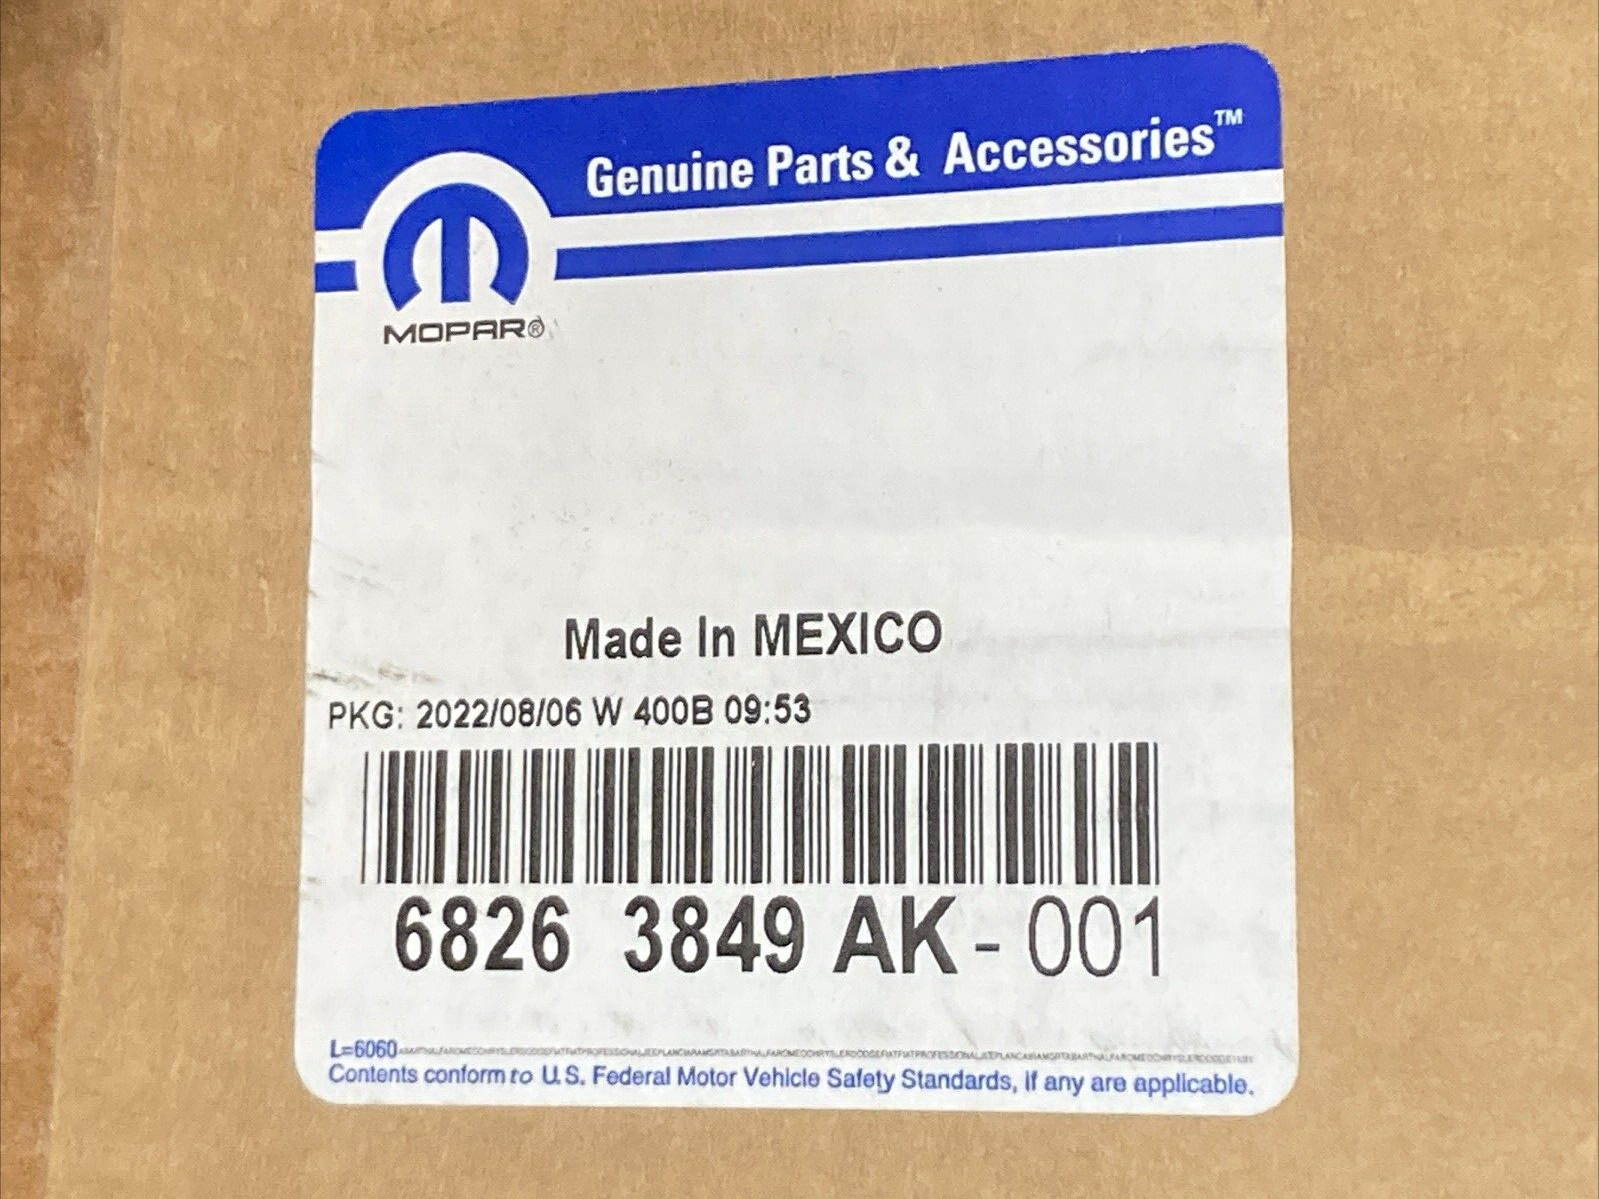 Genuine Parts & Accessories™
MOPAR®
Made In MEXICO
PKG: 2022/08/06 W 400B 09:53
6826 3849 AK - 001
L=6060
Contents conform to U.S. Federal Motor Vehicle Safety Standards, if any are applicable.